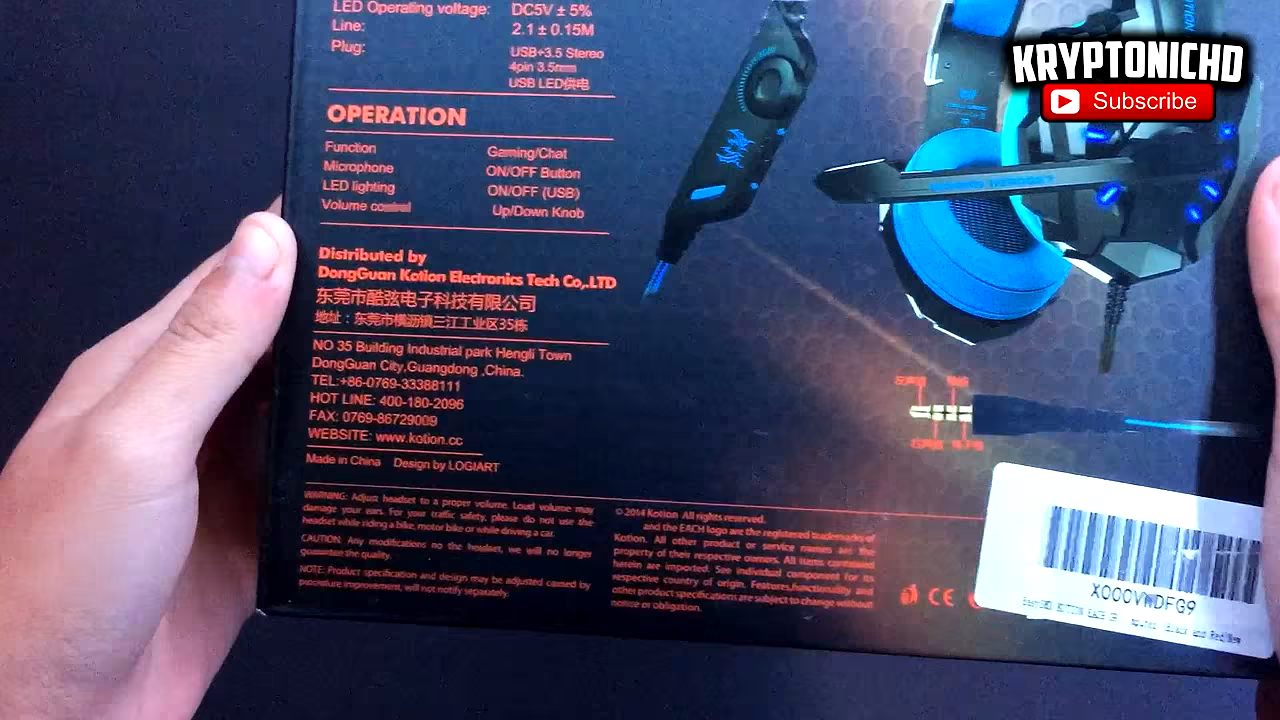 LED Operating voltage: DC5V ± 5%
Line: 2.1 ± 0.15M
Plug: USB+3.5 Stereo
4pin 3.5mm
USB LED供电
OPERATION
Function Gaming/Chat
Microphone ON/OFF Button
LED lighting ON/OFF (USB)
Volume control Up/Down Knob
Distributed by
DongGuan Kotion Electronics Tech Co,.LTD
东莞市酷弦电子科技有限公司
地址：东莞市横沥镇三江工业区35栋
NO 35 Building Industrial park Hengli Town
DongGuan City,Guangdong ,China.
TEL:+86-0769-33388111
HOT LINE: 400-180-2096
FAX: 0769-86729009
WEBSITE: www.kotion.cc
Made in China Design by LOGIART
WARNING: Adjust headset to a proper volume. Loud volume may
damage your ears. For your traffic safety, please do not use the
headset while riding a bike, motor bike or while driving a car.
CAUTION: Any modifications no the headset, we will no longer
guarantee the quality.
NOTE: Product specification and design may be adjusted caused by
procedure improvement, will not notify separately.
© 2014 Kotion All rights reserved.
and the EACH logo are the registered trademarks of
Kotion. All other product or service names are the
property of their respective owners. All items contained
herein are imported. See individual component for its
respective country of origin. Features,functionality and
other product specifications are subject to change without
notice or obligation.
CE
X000VWDFG9
KOTION EACH Black and Red)New
KRYPTONICHD
Subscribe